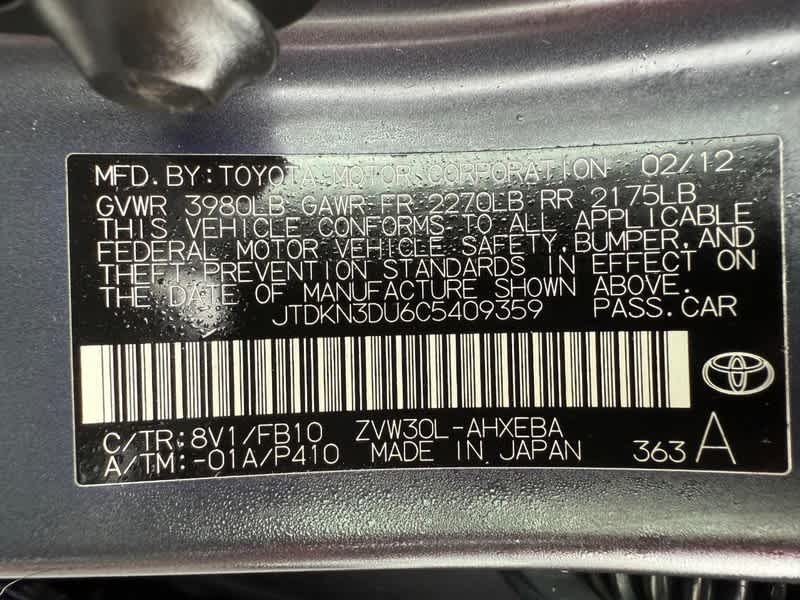 MFD. BY: TOYOTA MOTOR CORPORATION 02/12
GVWR 3980LB GAWR FR 2270LB RR 2175LB
THIS VEHICLE CONFORMS TO ALL APPLICABLE
FEDERAL MOTOR VEHICLE SAFETY, BUMPER, AND
THEFT PREVENTION STANDARDS IN EFFECT ON
THE DATE OF MANUFACTURE SHOWN ABOVE.
JTDKN3DU6C5409359 PASS. CAR
C/TR: 8V1/FB10 ZVW30L-AHXEBA
A/TM: -01A/P410 MADE IN JAPAN 363 A